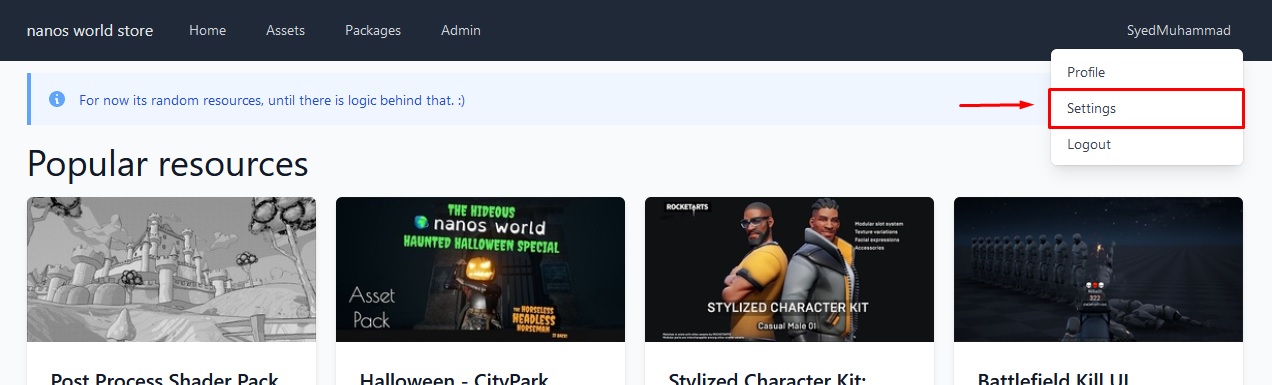 nanos world store
Home
Assets
Packages
Admin
SyedMuhammad
Profile
Settings
Logout
For now its random resources, until there is logic behind that. :)
Popular resources
THE HIDEOUS
nanos world
HAUNTED HALLOWEEN SPECIAL
Asset
Pack
THE
HORSELESS
HEADLESS
HORSEMAN
ROCKETARTS
Modular slot system
Texture variations
Facial expressions
Accessories
STYLIZED CHARACTER KIT
Casual Male 01
322
Post Process Shader Pack
Halloween - CityPark
Stylized Character Kit:
Battlefield Kill UI